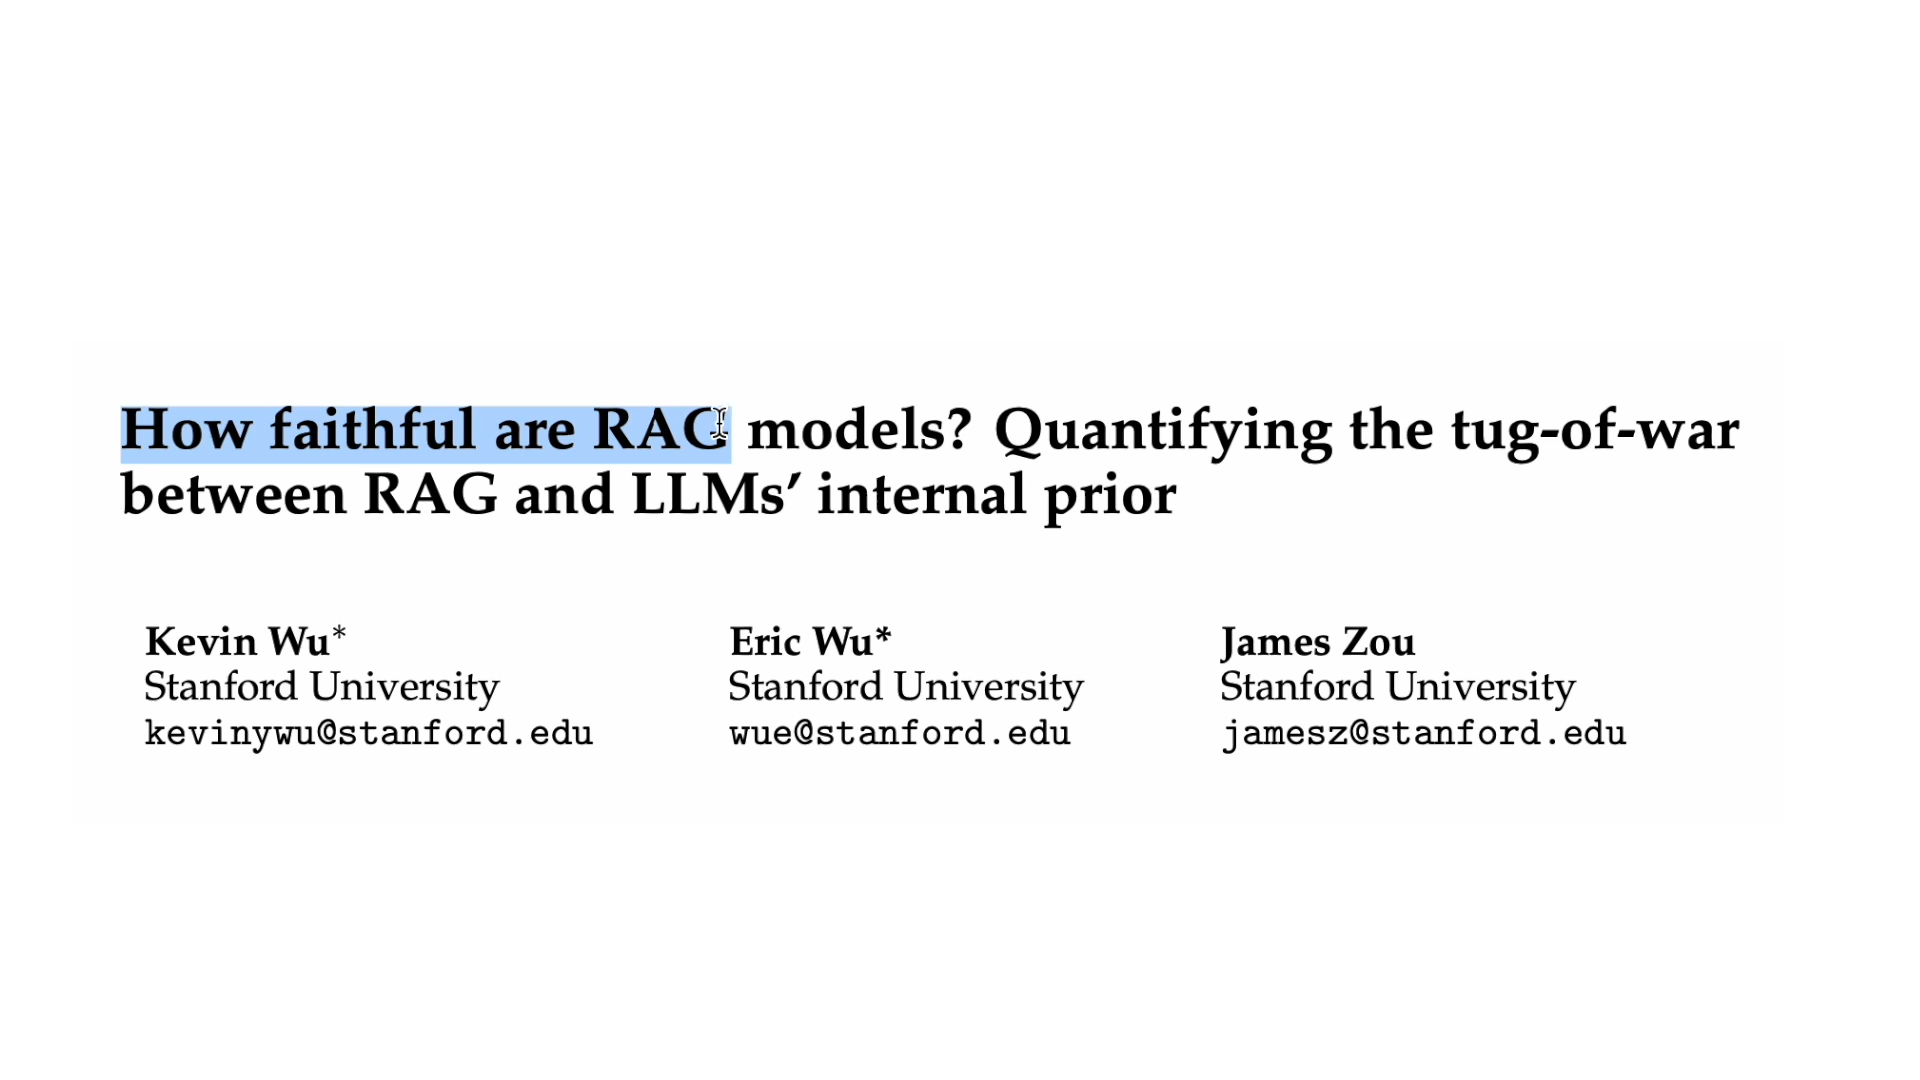 How faithful are RAG models? Quantifying the tug-of-war
between RAG and LLMs’ internal prior
Kevin Wu* Eric Wu* James Zou
Stanford University Stanford University Stanford University
kevinywu@stanford.edu wue@stanford.edu jamesz@stanford.edu